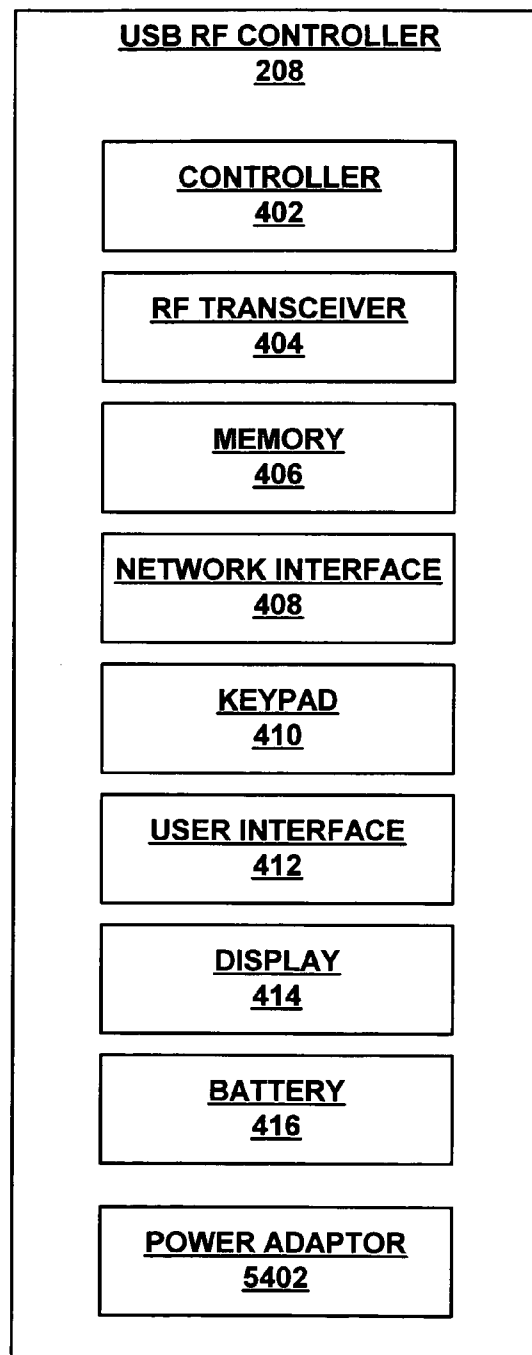 USB RF CONTROLLER
208
CONTROLLER
402
RF TRANSCEIVER
404
MEMORY
406
NETWORK INTERFACE
408
KEYPAD
410
USER INTERFACE
412
DISPLAY
414
BATTERY
416
POWER ADAPTOR
5402